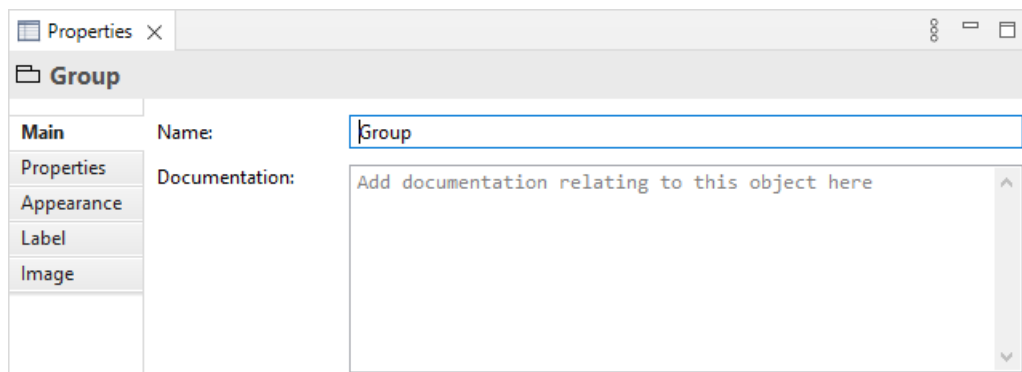 Properties
Group
Main
Name:
Group
Properties
Documentation:
Add documentation relating to this object here
Appearance
Label
Image